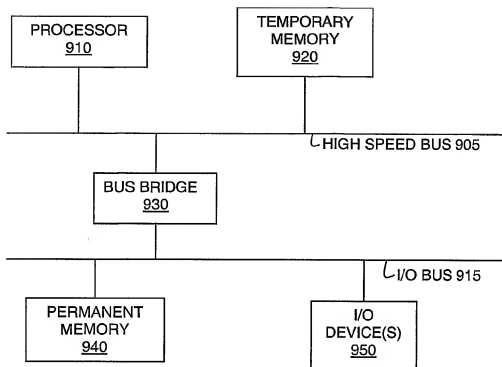 PROCESSOR
910
TEMPORARY
MEMORY
920
HIGH SPEED BUS 905
BUS BRIDGE
930
I/O BUS 915
PERMANENT
MEMORY
940
I/O
DEVICE(S)
950